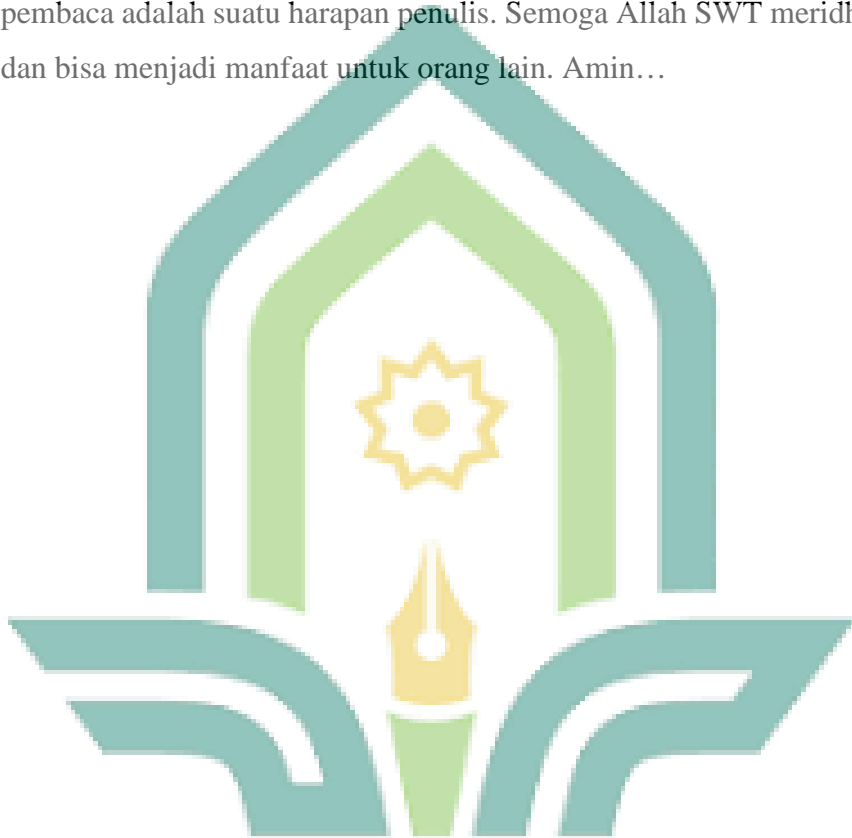 pembaca adalah suatu harapan penulis. Semoga Allah SWT meridh
dan bisa menjadi manfaat untuk orang lain. Amin…